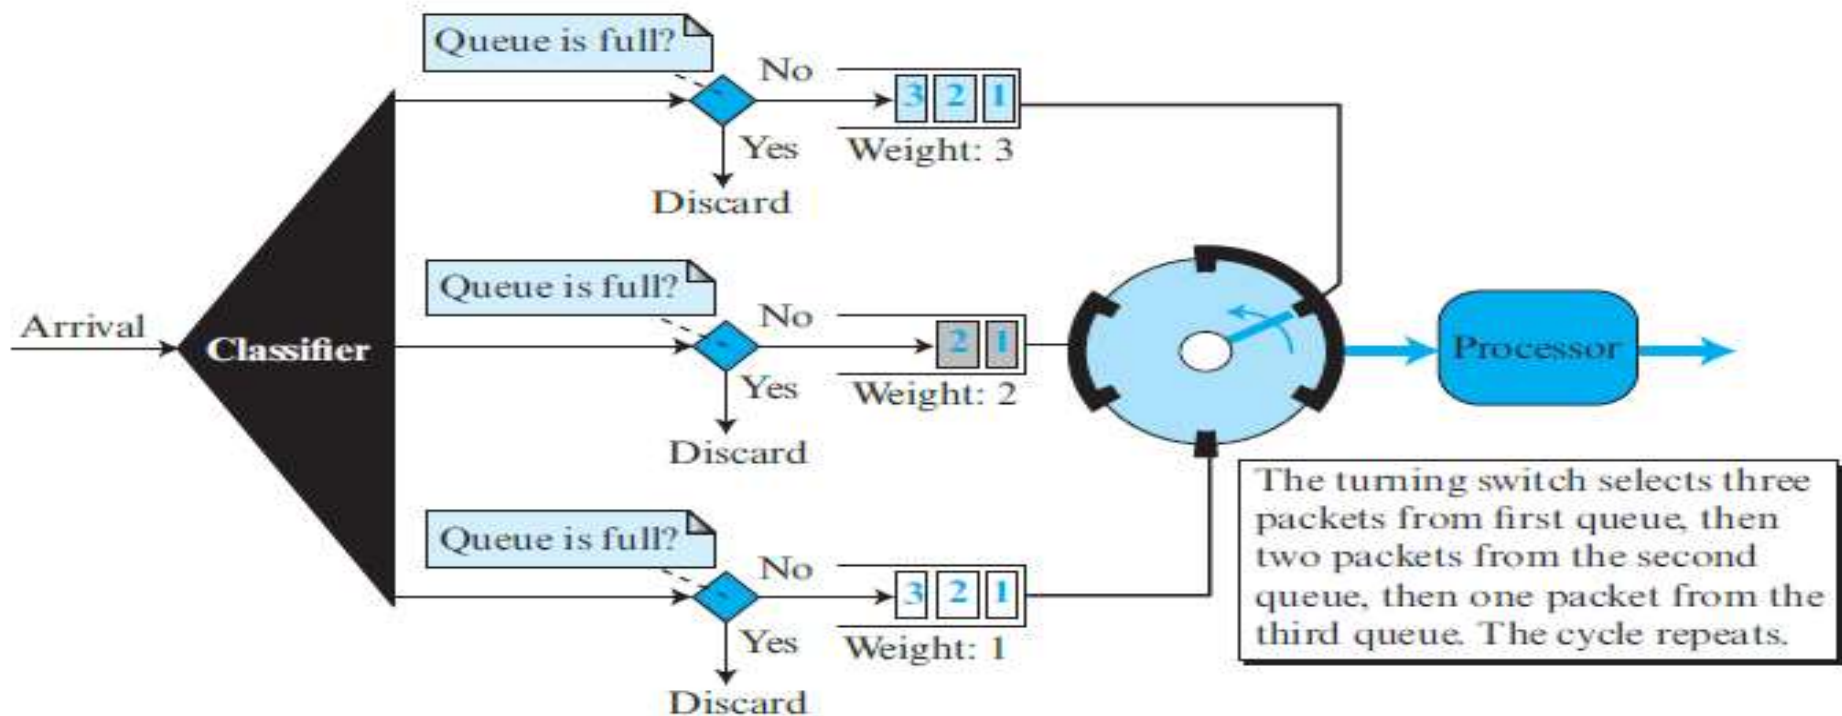 Queue is full?
No
3 2 1
Yes
Weight: 3
Discard
Queue is full?
Arrival
Classifier
No
2 1
Yes
Weight: 2
Discard
Processor
The turning switch selects three
packets from first queue, then
two packets from the second
queue, then one packet from the
third queue. The cycle repeats.
Queue is full?
No
3 2 1
Yes
Weight: 1
Discard